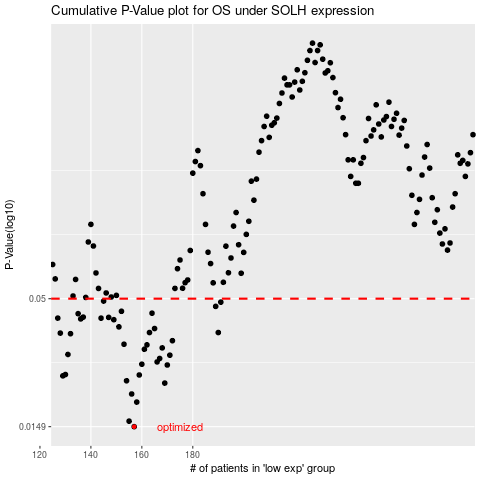 Cumulative P-Value plot for OS under SOLH expression
P-Value(log10)
0.05
0.0149
optimized
120 140 160 180
# of patients in 'low exp' group